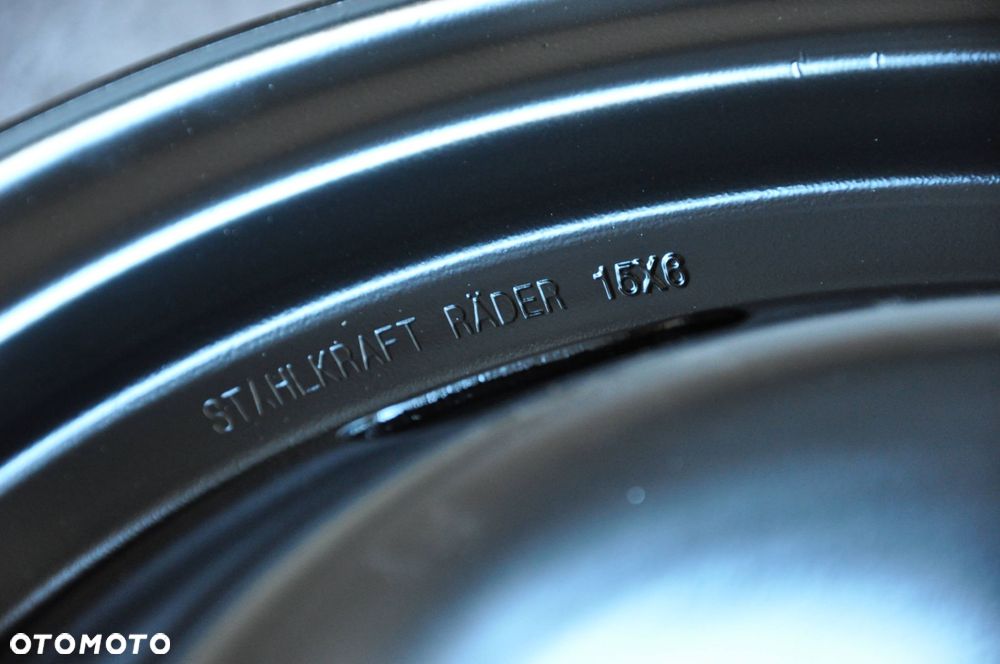 STAHLKRAFT RÄDER 15X6
OTOMOTO